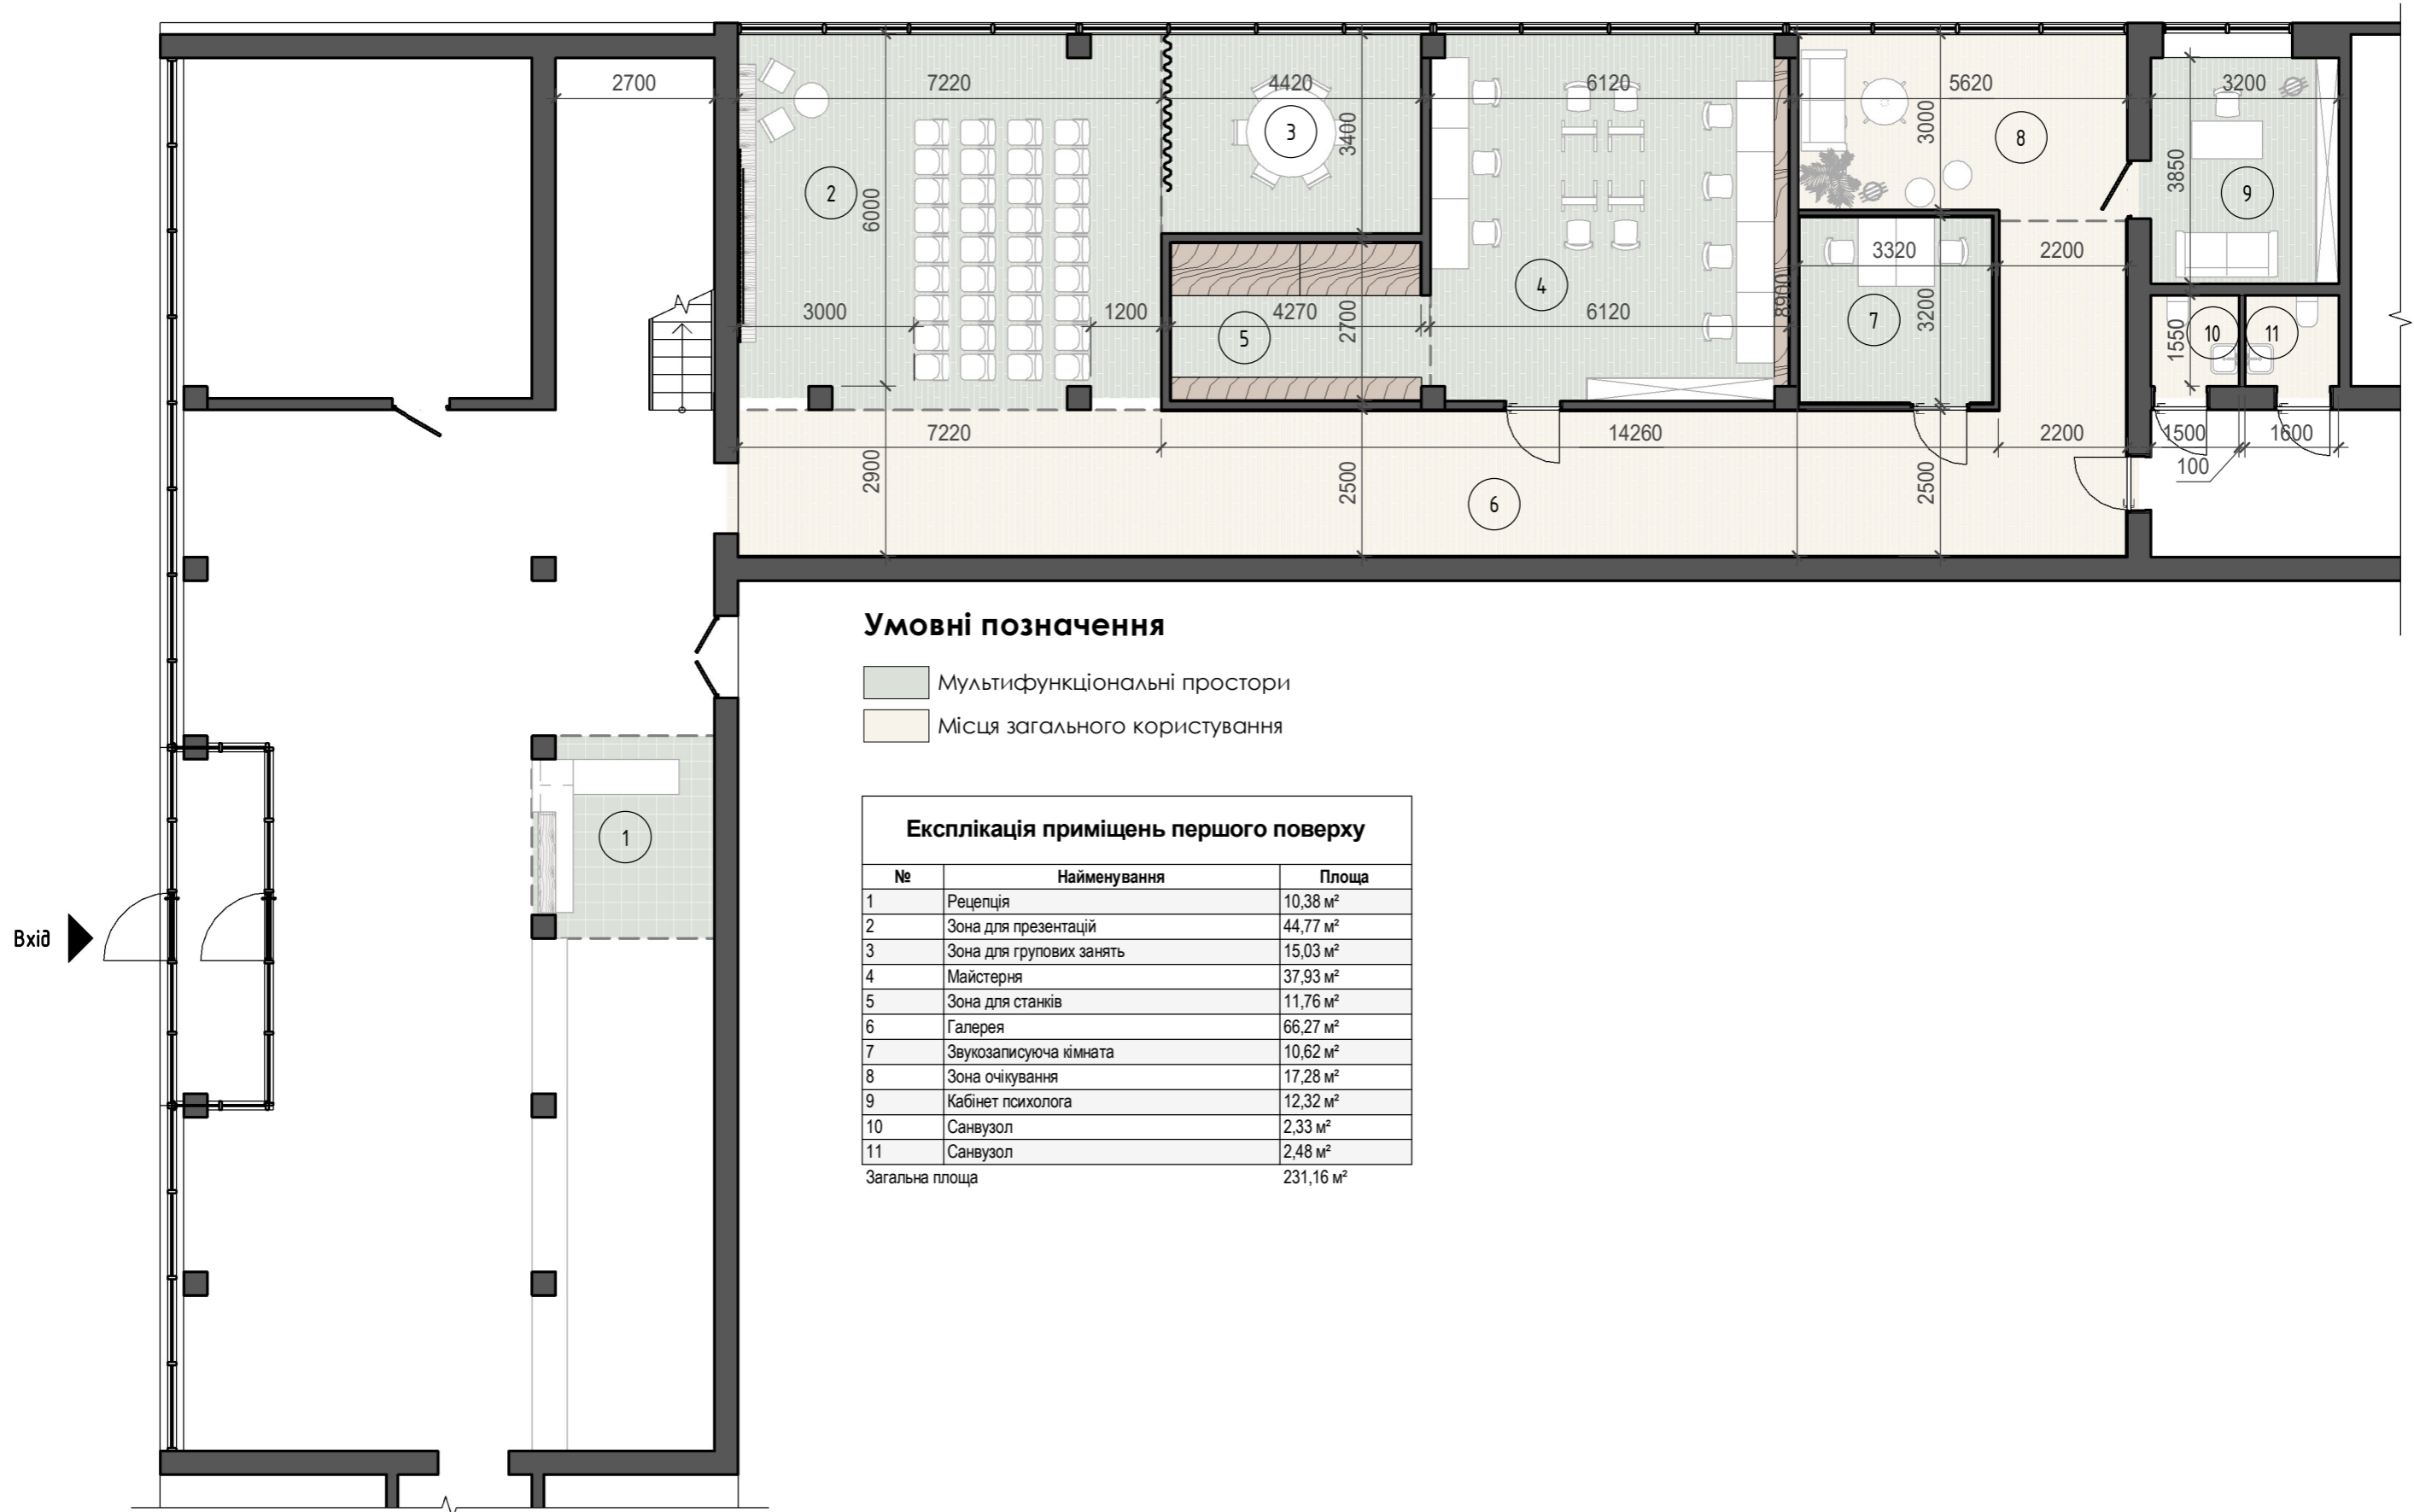 2700
7220
4420
6120
5620
3200
3
3400
3000
8
3850
2
6000
9
3320
2200
4
3000
1200
4270
2700
6120
8900
7
3200
1550
10
11
5
7220
14260
2200
1500
1600
100
2900
2500
2500
6
Умовні позначення
Мультифункціональні простори
Місця загального користування
1
Вхід
Експлікація приміщень першого поверху
№ Найменування Площа
1 Рецепція 10,38 м²
2 Зона для презентацій 44,77 м²
3 Зона для групових занять 15,03 м²
4 Майстерня 37,93 м²
5 Зона для станків 11,76 м²
6 Галерея 66,27 м²
7 Звукозаписуюча кімната 10,62 м²
8 Зона очікування 17,28 м²
9 Кабінет психолога 12,32 м²
10 Санвузол 2,33 м²
11 Санвузол 2,48 м²
Загальна площа 231,16 м²